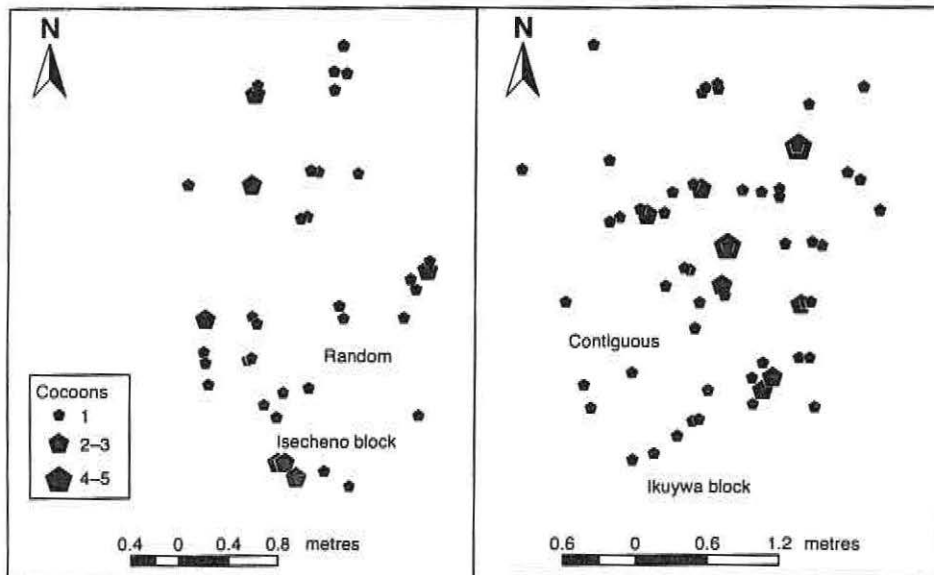 N
Random
Cocoons
1
2–3
4–5
Isecheno block
0.4 0 0.4 0.8 metres
N
Contiguous
Ikuywa block
0.6 0 0.6 1.2 metres